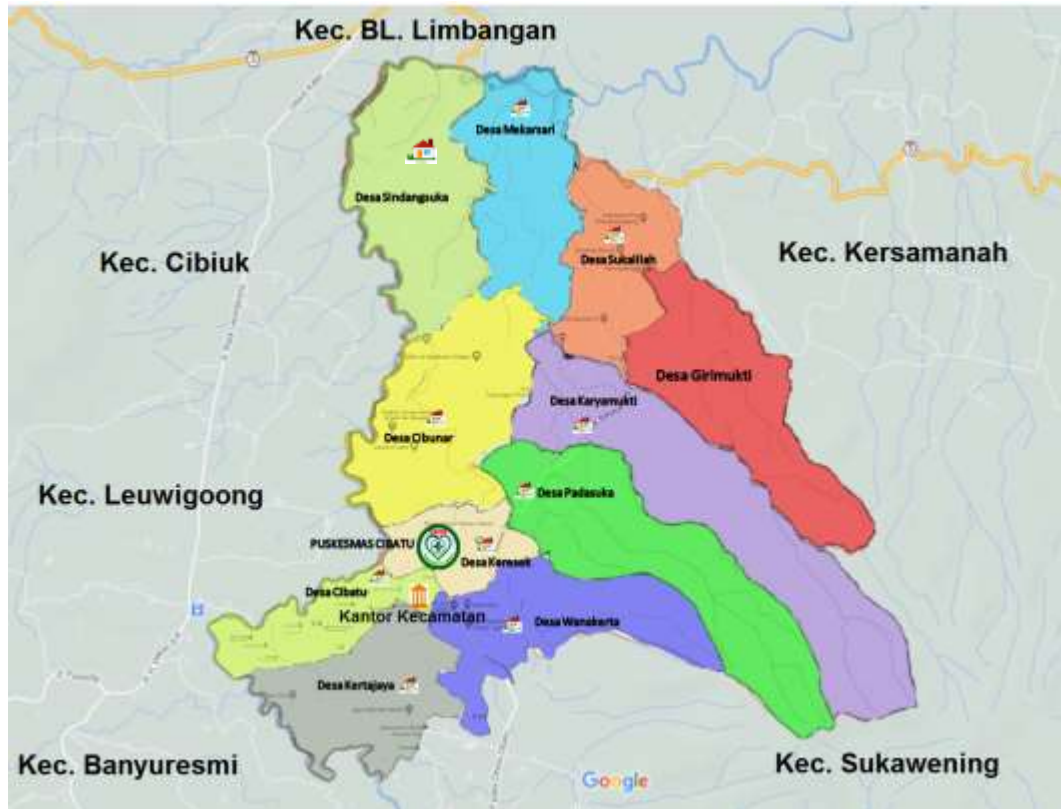 Kec. BL. Limbangan
Desa Mekarsari
Desa Sindangsuka
Kec. Cibiuk
Kec. Kersamanah
Desa Sukalilah
Desa Girimukti
Desa Karyamukti
Desa Cibunar
Kec. Leuwigoong
Desa Padasuka
PUSKESMAS CIBATU
Desa Keresek
Desa Cibatu
Kantor Kecamatan
Desa Wanakerta
Desa Kertajaya
Kec. Banyuresmi
Google
Kec. Sukawening